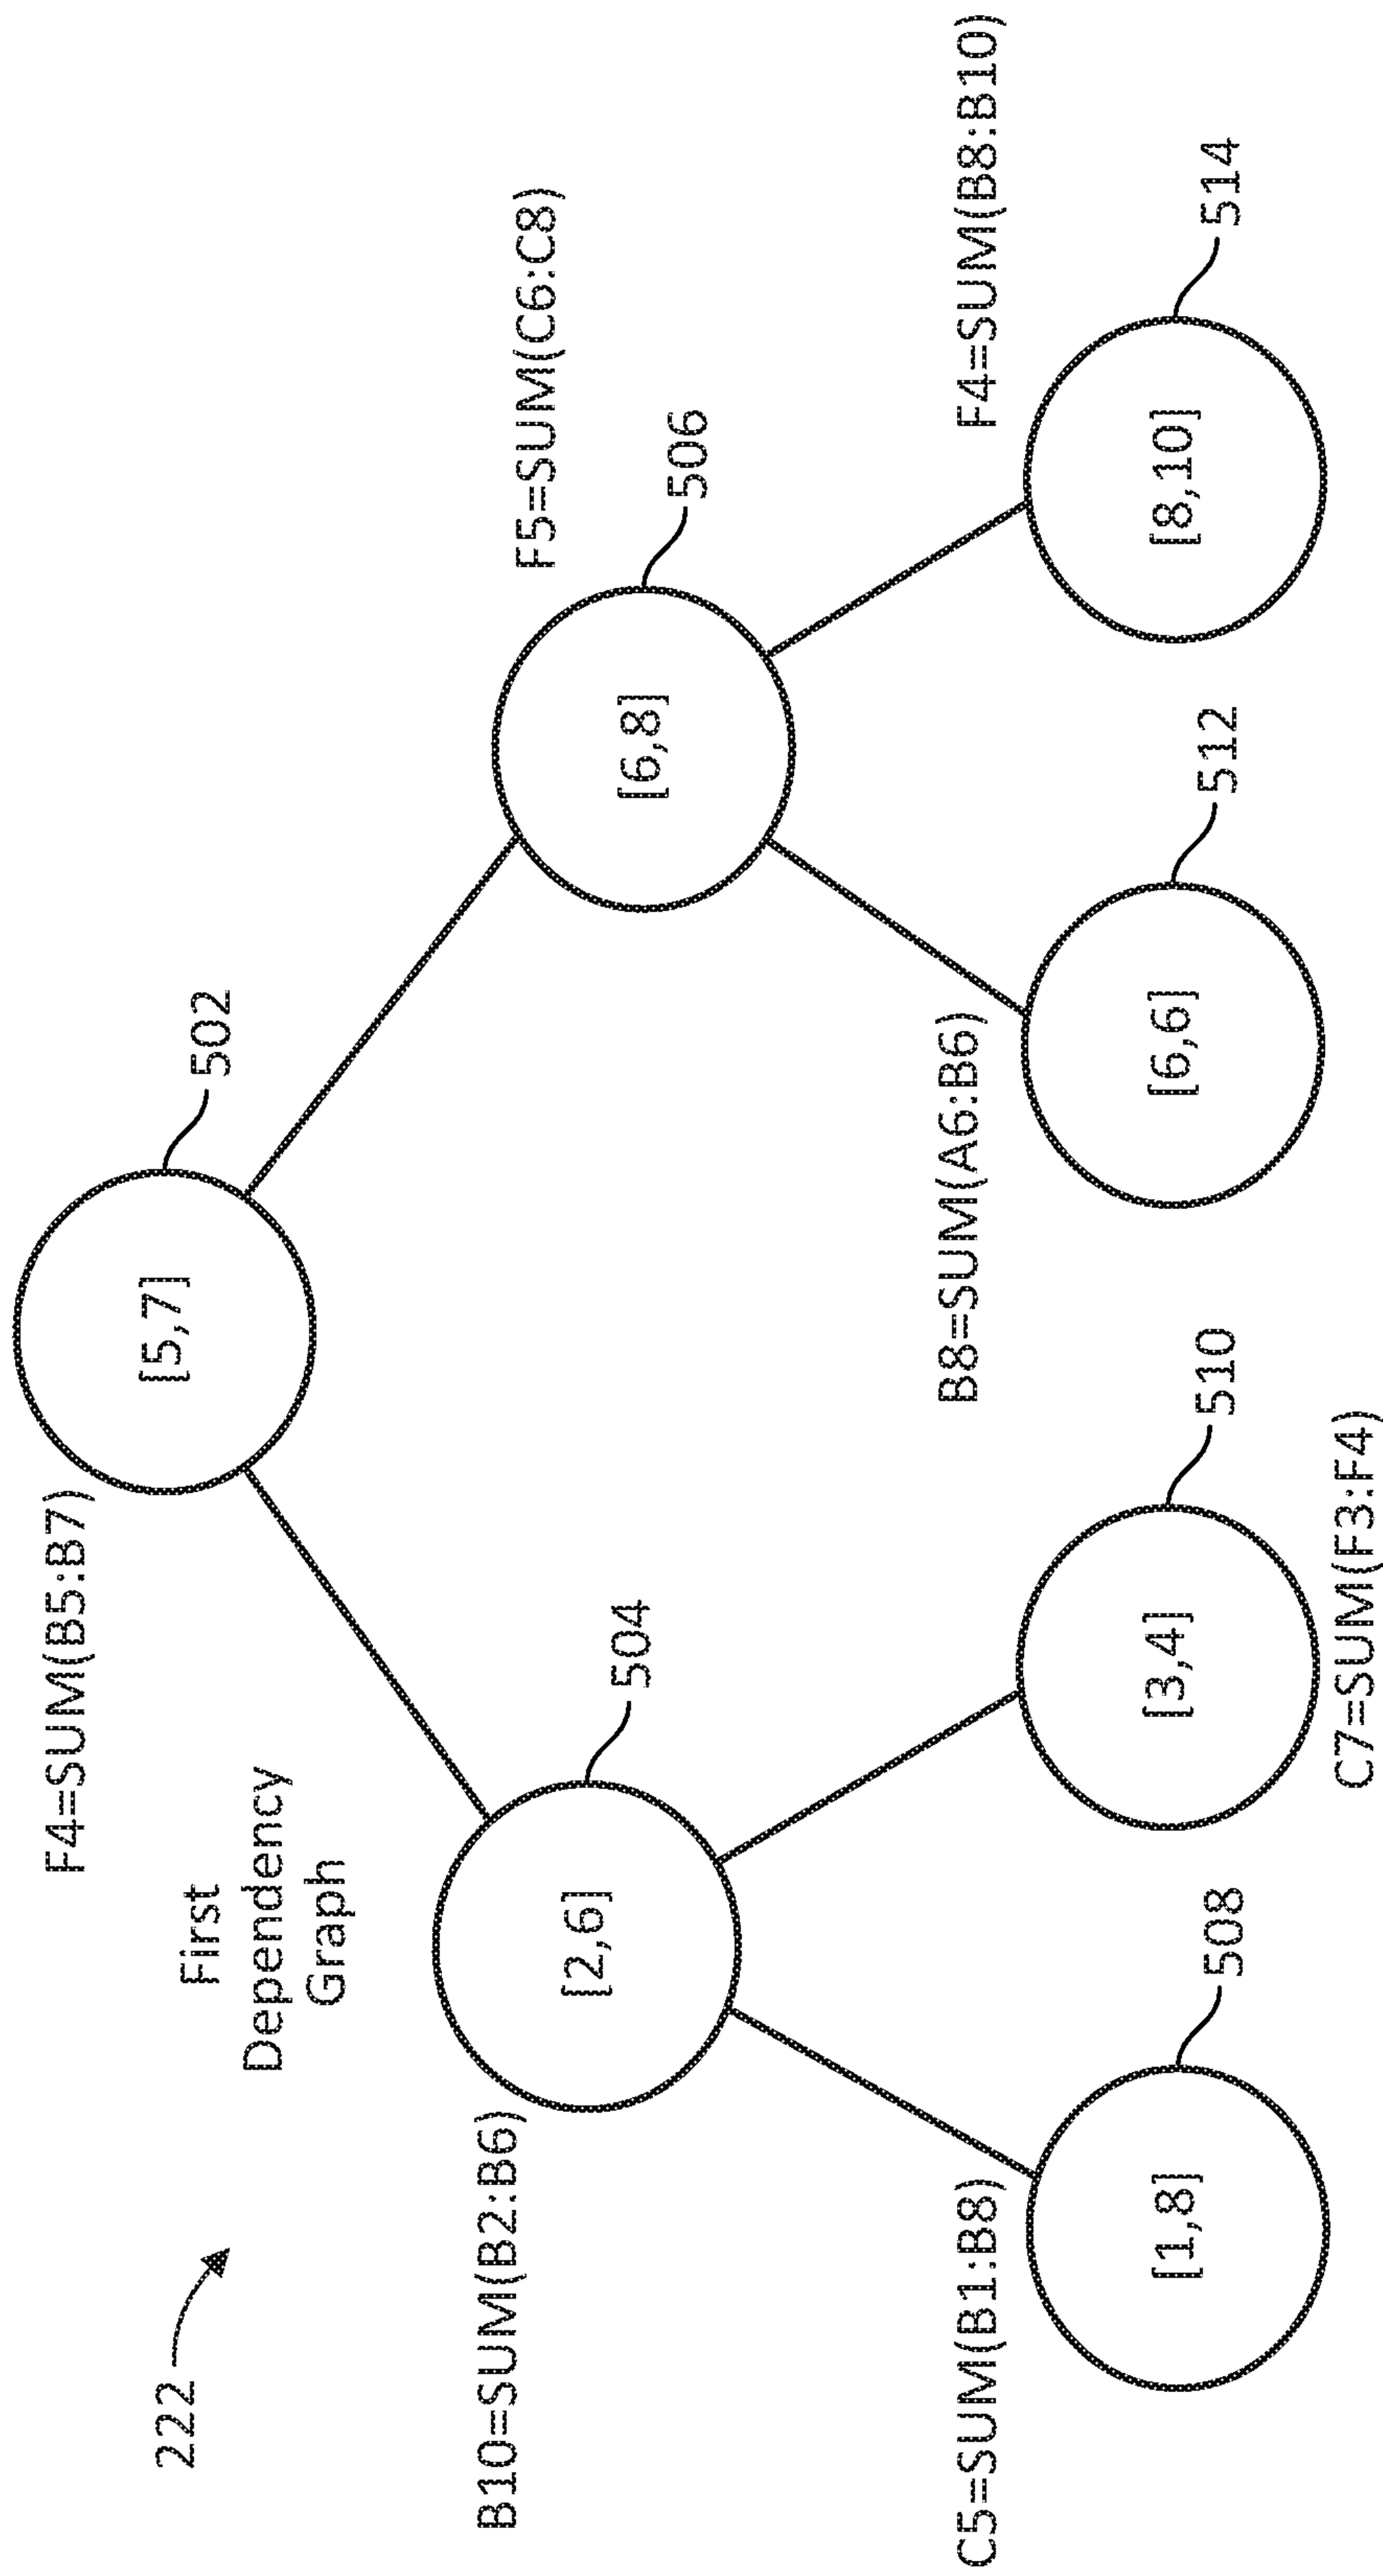 222
First
Dependency
Graph
F4=SUM(B5:B7)
[5,7]
502
B10=SUM(B2:B6)
[2,6]
504
F5=SUM(C6:C8)
[6,8]
506
C5=SUM(B1:B8)
[1,8]
508
[3,4]
510
C7=SUM(F3:F4)
B8=SUM(A6:B6)
[6,6]
512
F4=SUM(B8:B10)
[8,10]
514